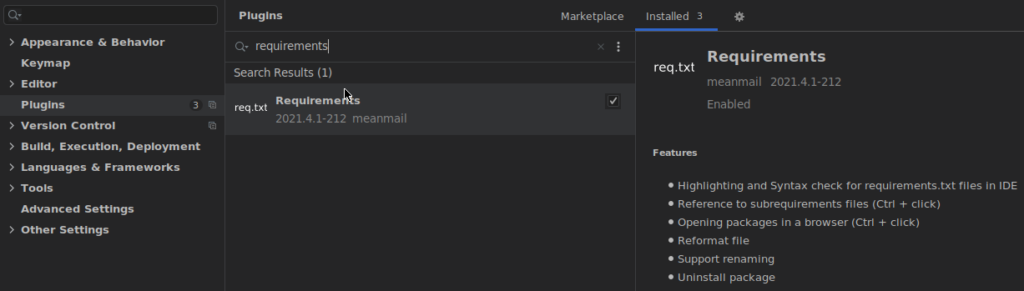 Appearance & Behavior
Keymap
Editor
Plugins 3
Version Control
Build, Execution, Deployment
Languages & Frameworks
Tools
Advanced Settings
Other Settings
Plugins Marketplace Installed 3
requirements
Search Results (1)
req.txt Requirements
2021.4.1-212 meanmail
req.txt Requirements
meanmail 2021.4.1-212
Enabled
Features
Highlighting and Syntax check for requirements.txt files in IDE
Reference to subrequirements files (Ctrl + click)
Opening packages in a browser (Ctrl + click)
Reformat file
Support renaming
Uninstall package